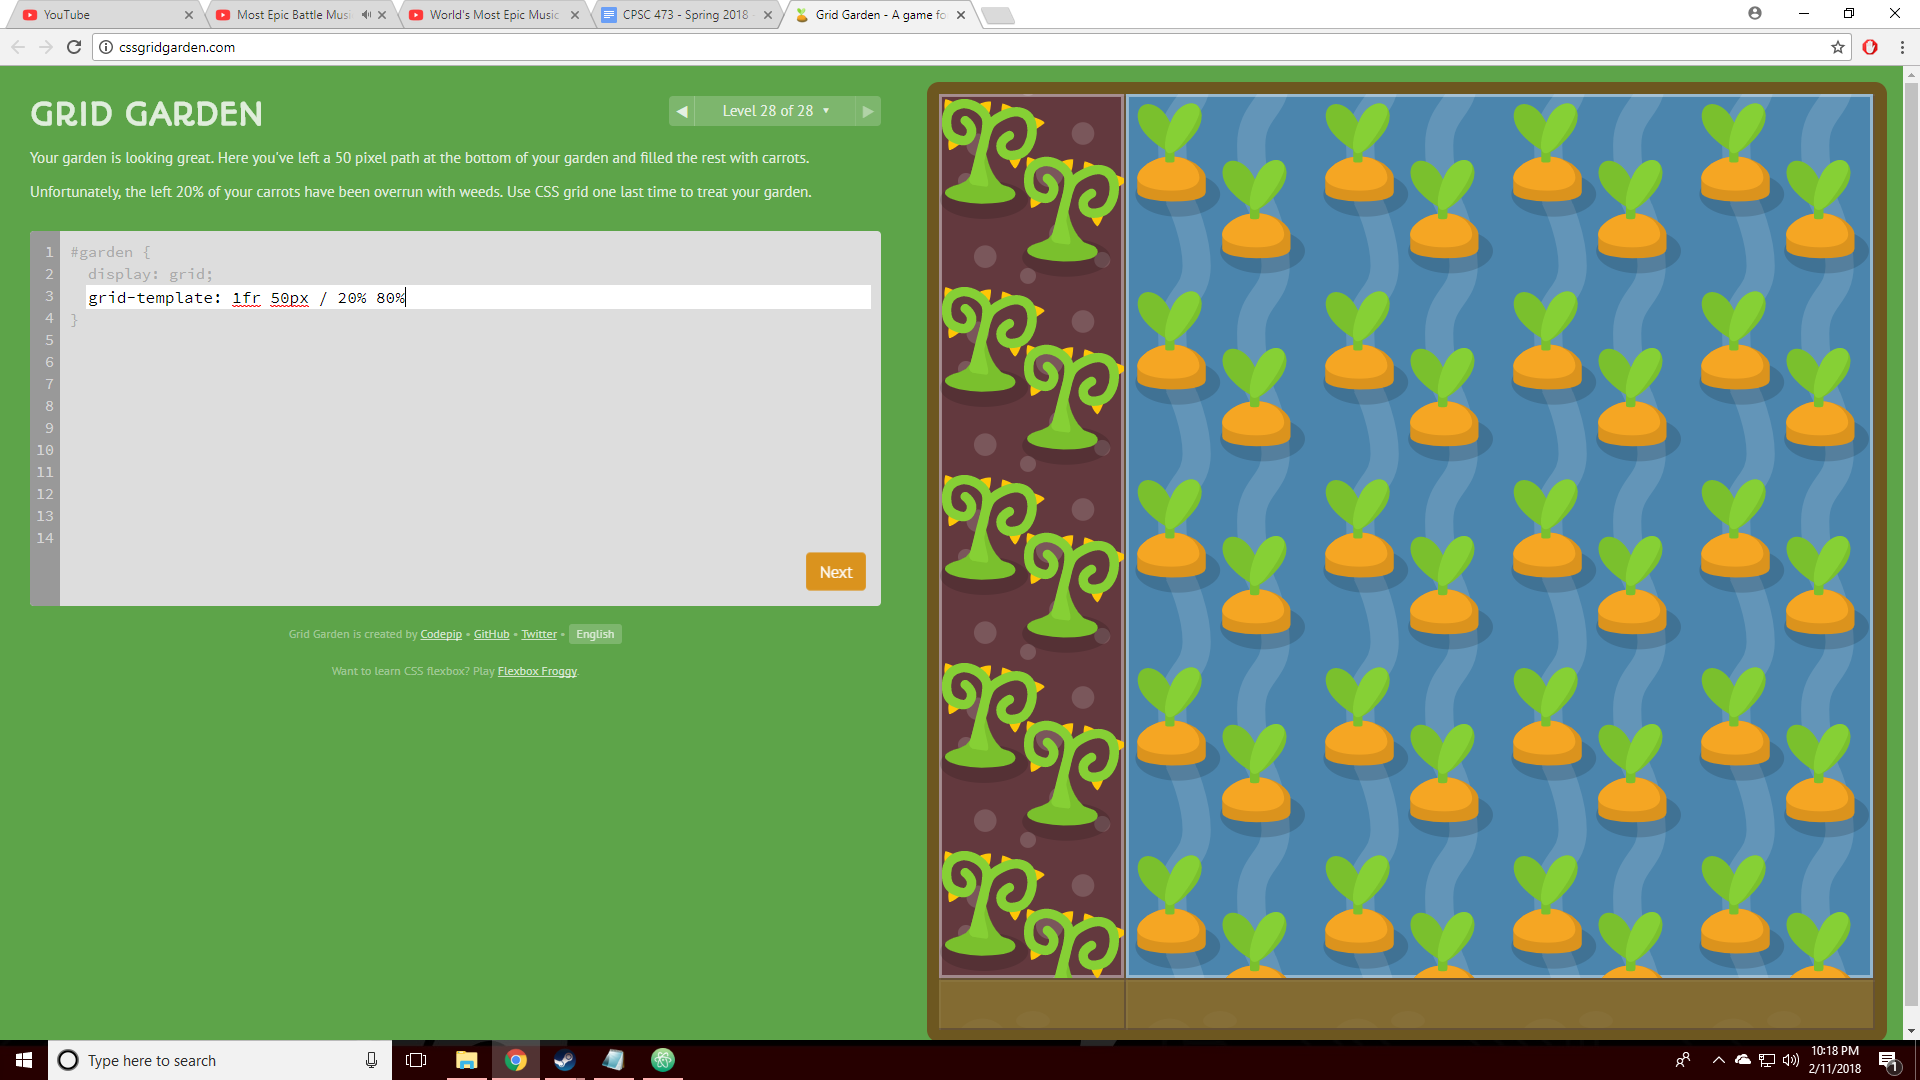 YouTube
Most Epic Battle Mus
World's Most Epic Music
CPSC 473 - Spring 2018
Grid Garden - A game fo
cssgridgarden.com
GRID GARDEN
Level 28 of 28
Your garden is looking great. Here you've left a 50 pixel path at the bottom of your garden and filled the rest with carrots.
Unfortunately, the left 20% of your carrots have been overrun with weeds. Use CSS grid one last time to treat your garden.
1 #garden {
2 display: grid;
3 grid-template: 1fr 50px / 20% 80%
4 }
5
6
7
8
9
10
11
12
13
14
Next
Grid Garden is created by Codepip • GitHub • Twitter • English
Want to learn CSS flexbox? Play Flexbox Froggy.
Type here to search
10:18 PM
2/11/2018
1